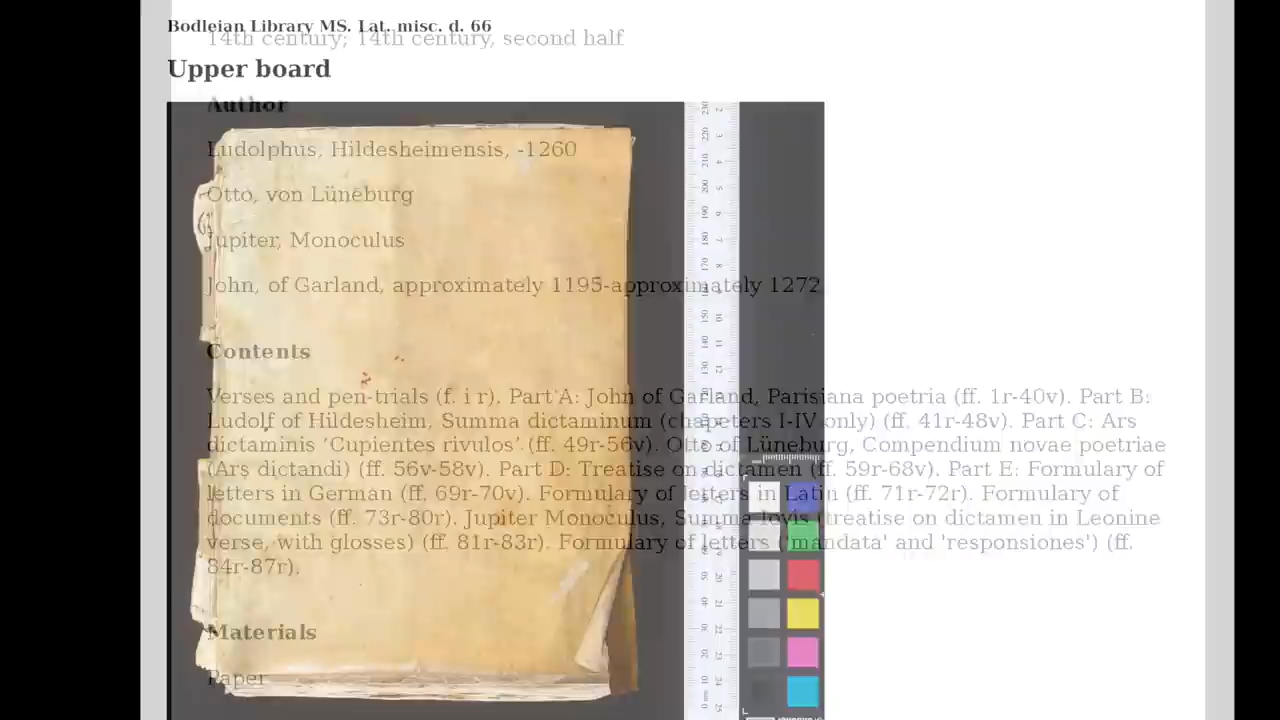 Bodleian Library MS. Lat. misc. d. 66
14th century; 14th century, second half
Upper board
Author
Ludolphus, Hildesheimensis, -1260
Otto, von Lüneburg
Jupiter, Monoculus
John, of Garland, approximately 1195-approximately 1272
Contents
Verses and pen-trials (f. i r). Part A: John of Garland, Parisiana poetria (ff. 1r-40v). Part B:
Ludolf of Hildesheim, Summa dictaminum (chapeters I-IV only) (ff. 41r-48v). Part C: Ars
dictaminis ‘Cupientes rivulos’ (ff. 49r-56v). Otto of Lüneburg, Compendium novae poetriae
(Ars dictandi) (ff. 56v-58v). Part D: Treatise on dictamen (ff. 59r-68v). Part E: Formulary of
letters in German (ff. 69r-70v). Formulary of letters in Latin (ff. 71r-72r). Formulary of
documents (ff. 73r-80r). Jupiter Monoculus, Summa Iovis (treatise on dictamen in Leonine
verse, with glosses) (ff. 81r-83r). Formulary of letters ('mandata' and 'responsiones') (ff.
84r-87r).
Materials
Paper